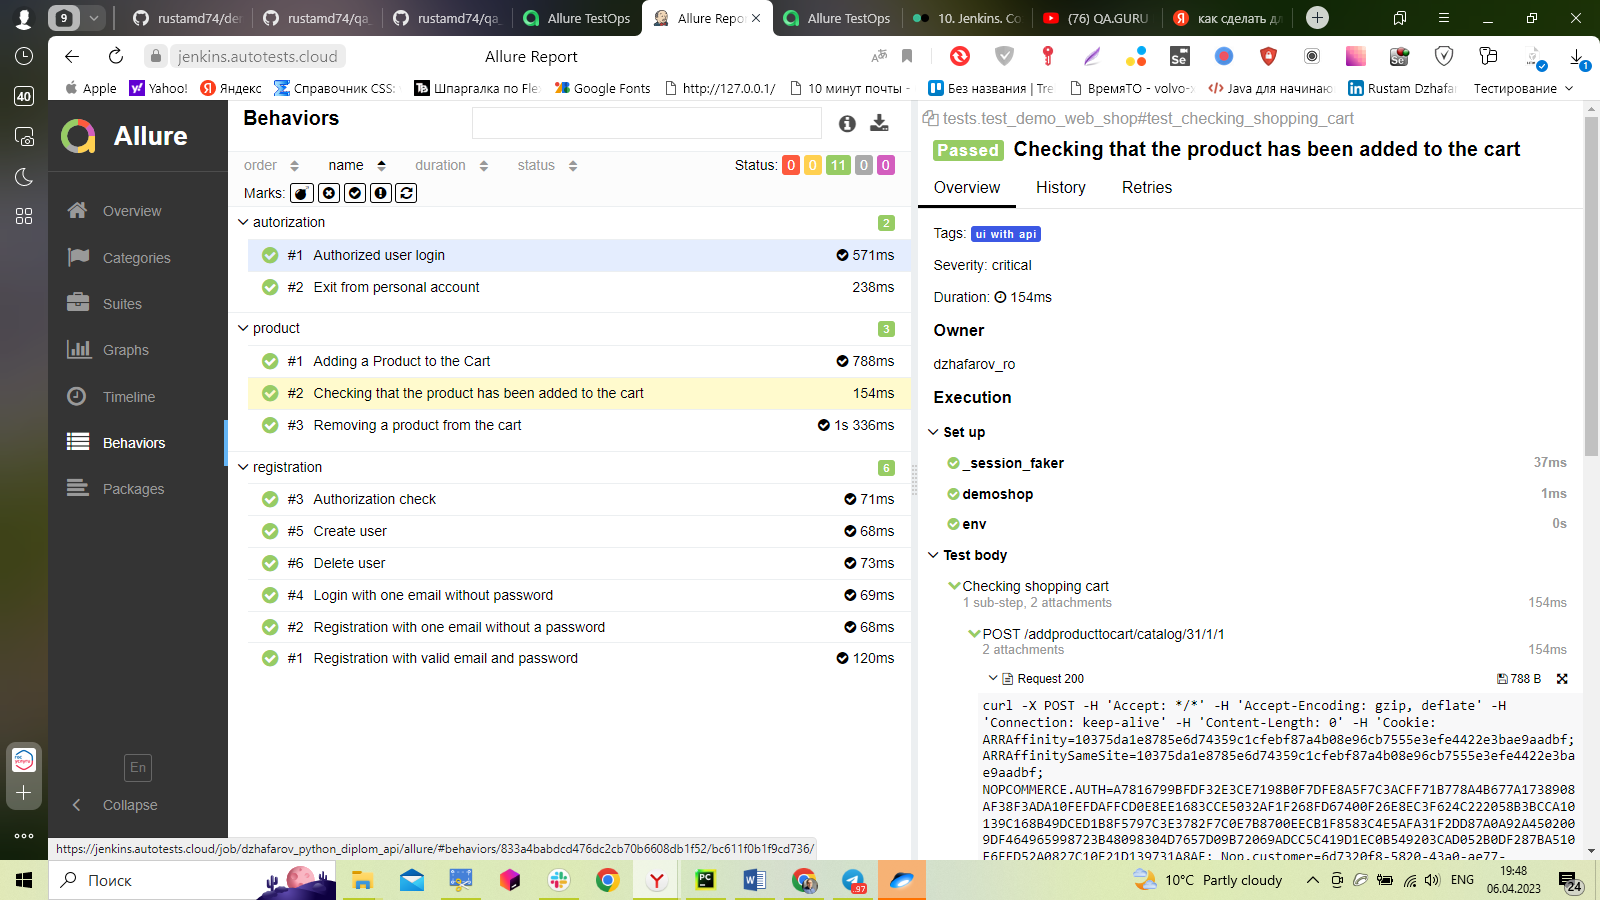 9
rustamd74/der
rustamd74/qa_
rustamd74/qa_
Allure TestOps
Allure Repo
Allure TestOps
10. Jenkins. Co
(76) QA.GURU
как сделать дл
jenkins.autotests.cloud
Allure Report
Apple
Yahoo!
Яндекс
Справочник CSS:
Шпаргалка по Fle
Google Fonts
http://127.0.0.1/
10 минут почты -
Без названия | Tre
ВремяТО - volvo-
Java для начинаю
Rustam Dzhafar
Тестирование
40
Allure
Overview
Categories
Suites
Graphs
Timeline
Behaviors
Packages
En
Collapse
Behaviors
order
name
duration
status
Status: 0 0 11 0 0
Marks:
autorization 2
#1 Authorized user login 571ms
#2 Exit from personal account 238ms
product 3
#1 Adding a Product to the Cart 788ms
#2 Checking that the product has been added to the cart 154ms
#3 Removing a product from the cart 1s 336ms
registration 6
#3 Authorization check 71ms
#5 Create user 68ms
#6 Delete user 73ms
#4 Login with one email without password 69ms
#2 Registration with one email without a password 68ms
#1 Registration with valid email and password 120ms
tests.test_demo_web_shop#test_checking_shopping_cart
Passed Checking that the product has been added to the cart
Overview History Retries
Tags: ui with api
Severity: critical
Duration: 154ms
Owner
dzhafarov_ro
Execution
Set up
_session_faker 37ms
demoshop 1ms
env 0s
Test body
Checking shopping cart
1 sub-step, 2 attachments 154ms
POST /addproducttocart/catalog/31/1/1
2 attachments 154ms
Request 200 788 B
curl -X POST -H 'Accept: */*' -H 'Accept-Encoding: gzip, deflate' -H
'Connection: keep-alive' -H 'Content-Length: 0' -H 'Cookie:
ARRAffinity=10375da1e8785e6d74359c1cfebf87a4b08e96cb7555e3efe4422e3bae9aadbf;
ARRAffinitySameSite=10375da1e8785e6d74359c1cfebf87a4b08e96cb7555e3efe4422e3ba
e9aadbf;
NOPCOMMERCE.AUTH=A7816799BFDF32E3CE7198B0F7DFE8A5F7C3ACFF71B778A4B677A1738908
AF38F3ADA10FEFDAFFCD0E8EE1683CCE5032AF1F268FD67400F26E8EC3F624C222058B3BCCA10
139C168B49DCED1B8F5797C3E3782F7C0E7B8700EECB1F8583C4E5AFA31F2DD87A0A92A450200
9DF464965998723B48098304D7657D09B72069ADCC5C419D1EC0B549203CAD052B0DF287BA510
https://jenkins.autotests.cloud/job/dzhafarov_python_diplom_api/allure/#behaviors/833a4babdcd476dc2cb70b6608db1f52/bc611f0b1f9cd736/
Поиск
97
10°C Partly cloudy
ENG
19:48
06.04.2023
24